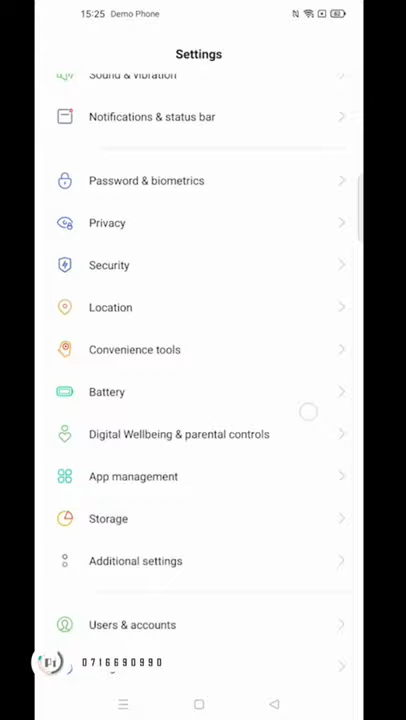 15:25 Demo Phone
Settings
Sound & vibration
Notifications & status bar
Password & biometrics
Privacy
Security
Location
Convenience tools
Battery
Digital Wellbeing & parental controls
App management
Storage
Additional settings
Users & accounts
0716690990